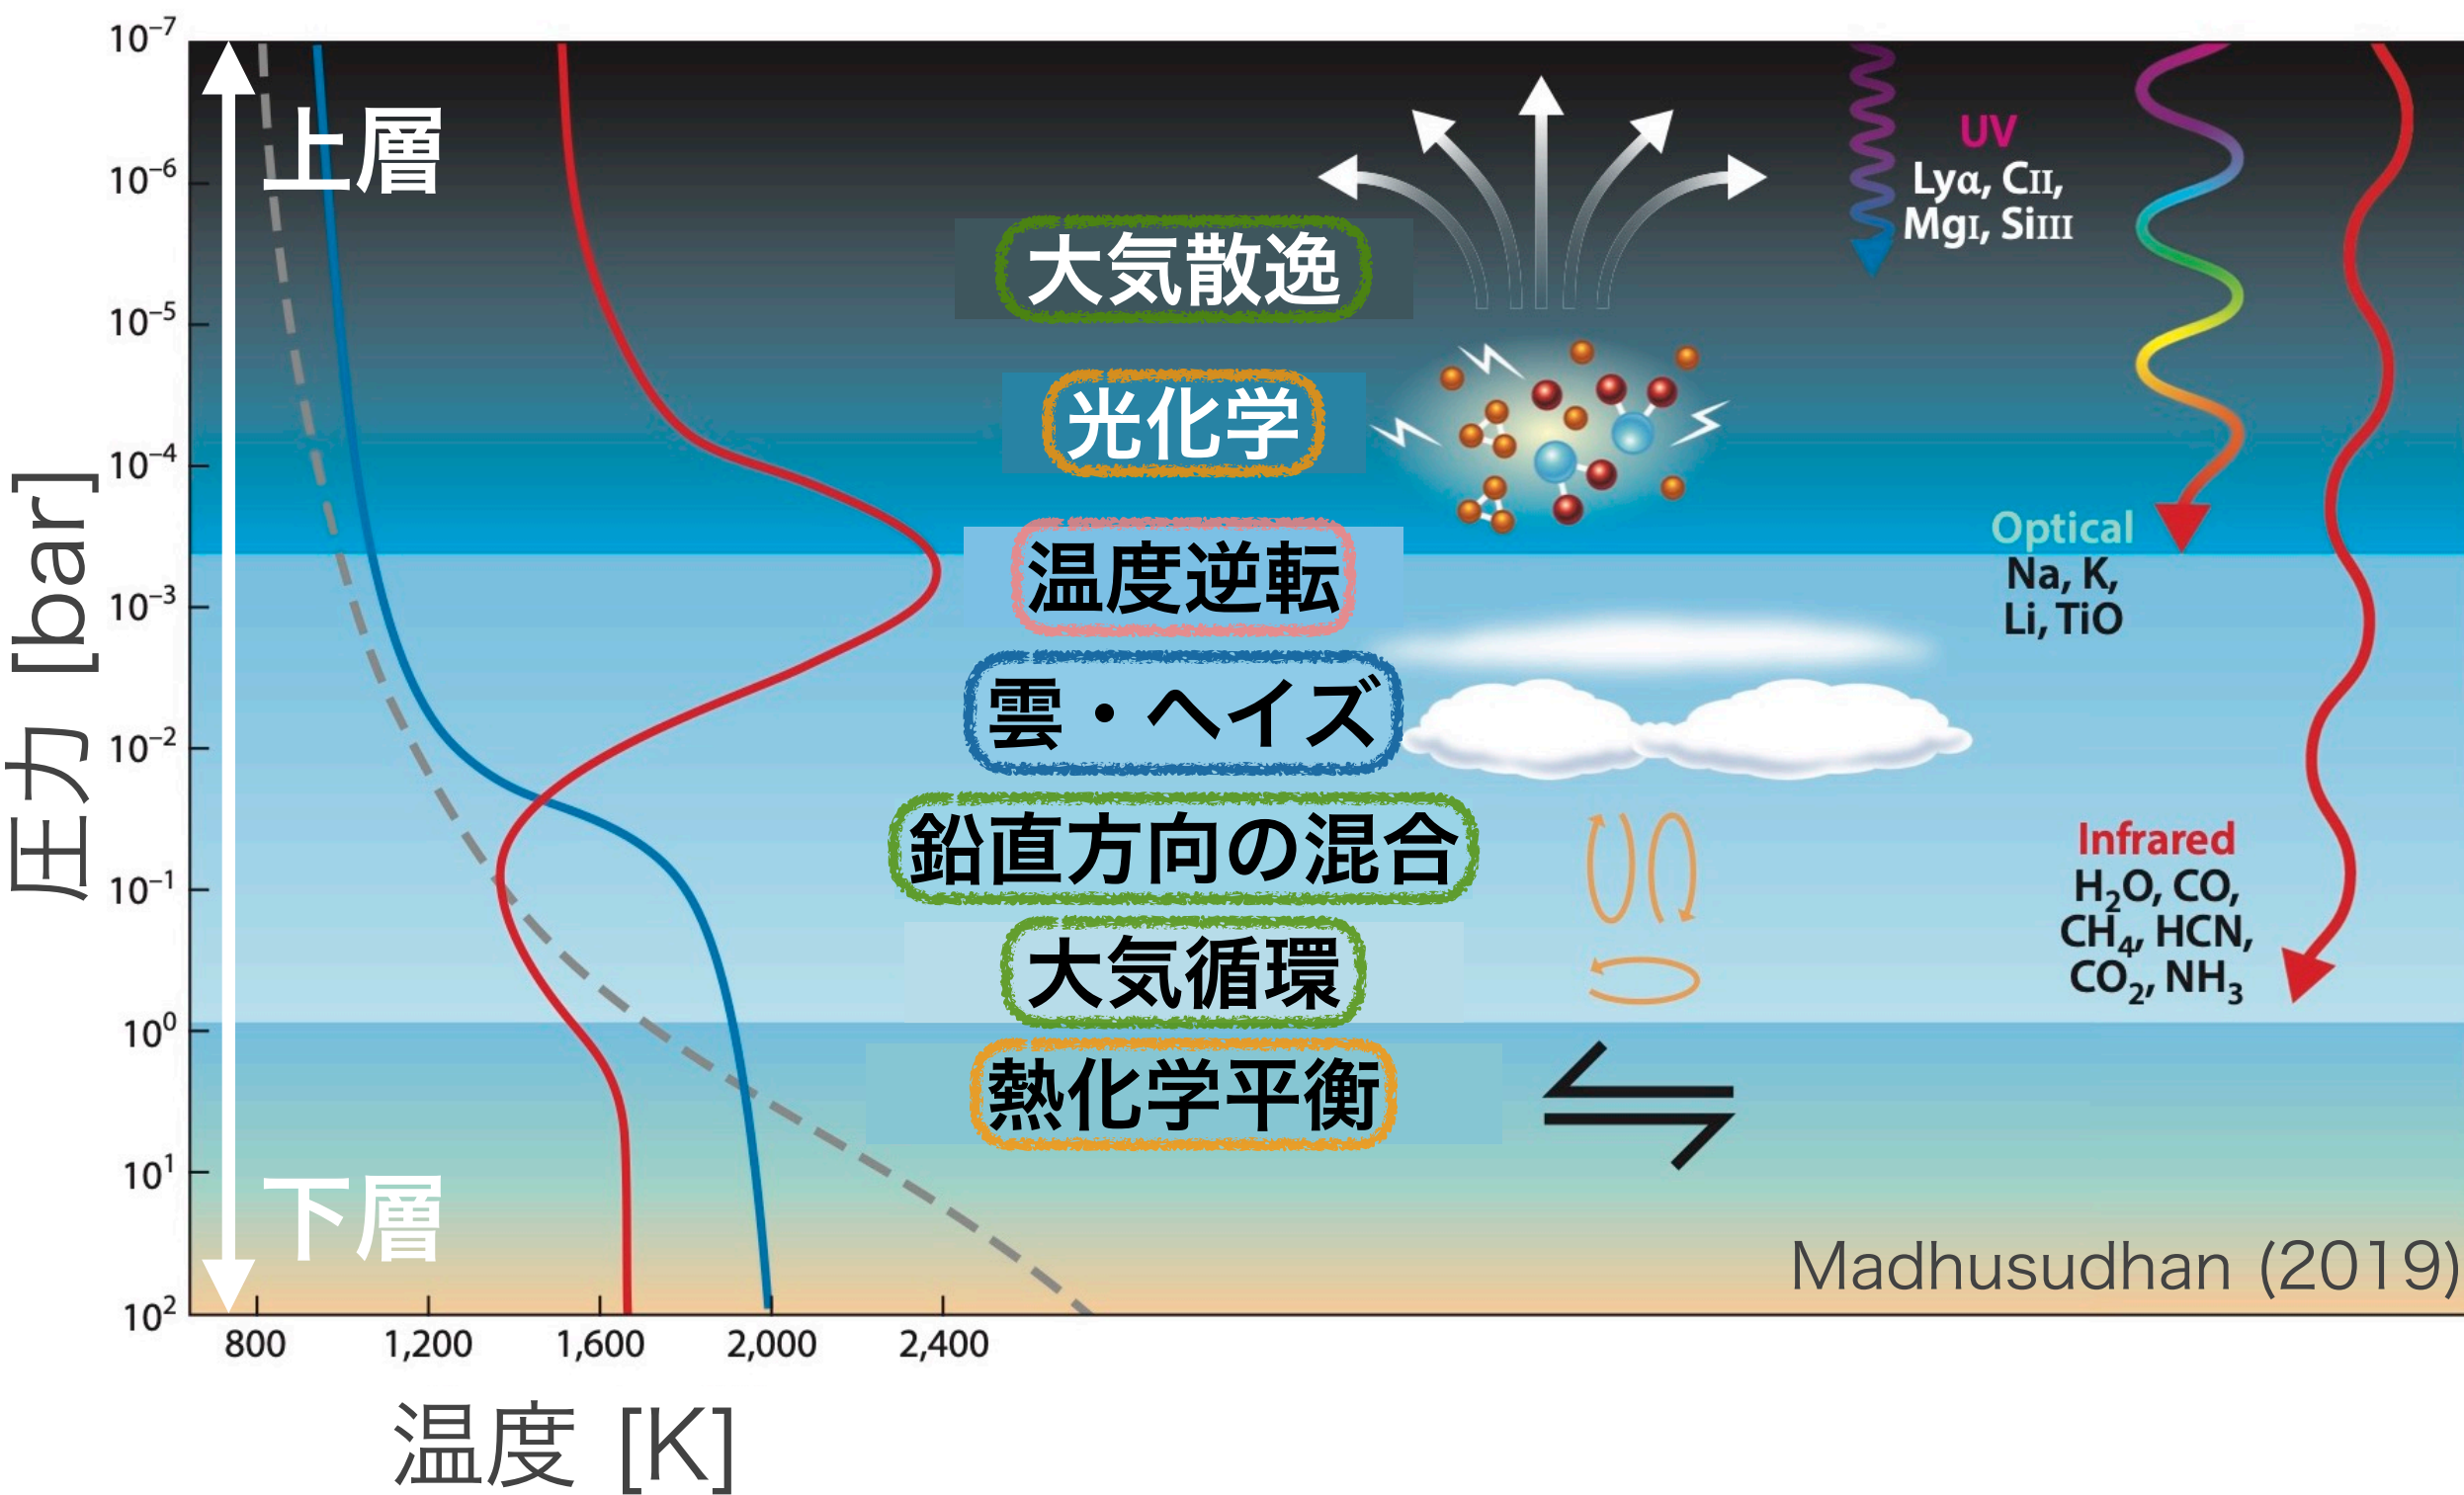 10⁻⁷
10⁻⁶
10⁻⁵
10⁻⁴
10⁻³
10⁻²
10⁻¹
10⁰
10¹
10²
圧力 [bar]
上層
下層
800 1,200 1,600 2,000 2,400
温度 [K]
大気散逸
光化学
温度逆転
雲・ヘイズ
鉛直方向の混合
大気循環
熱化学平衡
UV
Lyα, CII,
MgI, SiIII
Optical
Na, K,
Li, TiO
Infrared
H₂O, CO,
CH₄, HCN,
CO₂, NH₃
Madhusudhan (2019)